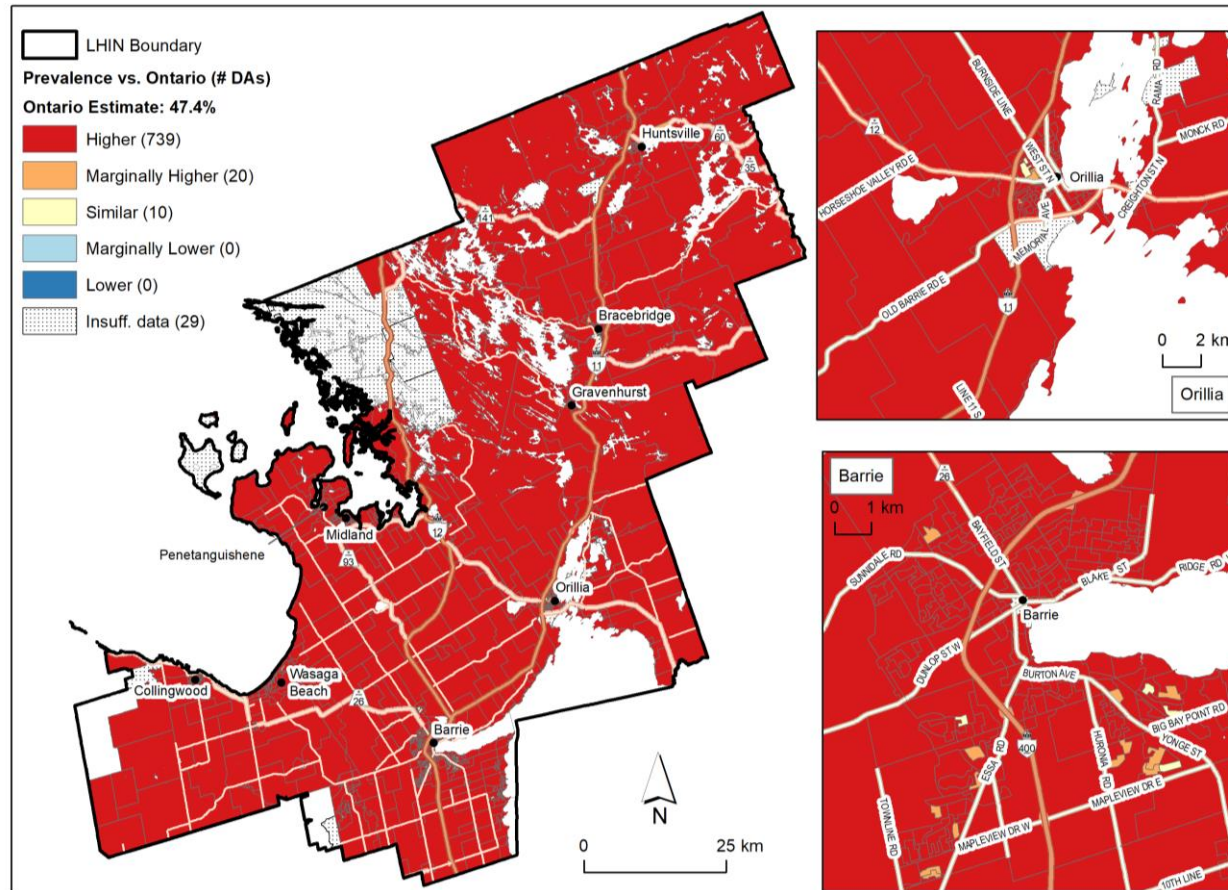 LHIN Boundary
Prevalence vs. Ontario (# DAs)
Ontario Estimate: 47.4%
Higher (739)
Marginally Higher (20)
Similar (10)
Marginally Lower (0)
Lower (0)
Insuff. data (29)
Huntsville
60
35
141
Bracebridge
11
Gravenhurst
Penetanguishene
Midland
12
93
Orillia
Collingwood
Wasaga
Beach
26
Barrie
N
0 25 km
BURNSIDE LINE
RAMA RD
12
MONCK RD
WEST ST N
HORSESHOE VALLEY RD E
Orillia
CREIGHTON ST N
MEMORIAL AVE
OLD BARRIE RD E
11
LINE 11 S
0 2 km
Orillia
Barrie
0 1 km
26
BAYFIELD ST
SUNNIDALE RD
BLAKE ST
RIDGE RD
Barrie
DUNLOP ST W
BURTON AVE
BIG BAY POINT RD
YONGE ST
HURONIA RD
ESSA RD
400
MAPLEVIEW DR E
TOWNLINE RD
MAPLEVIEW DR W
10TH LINE